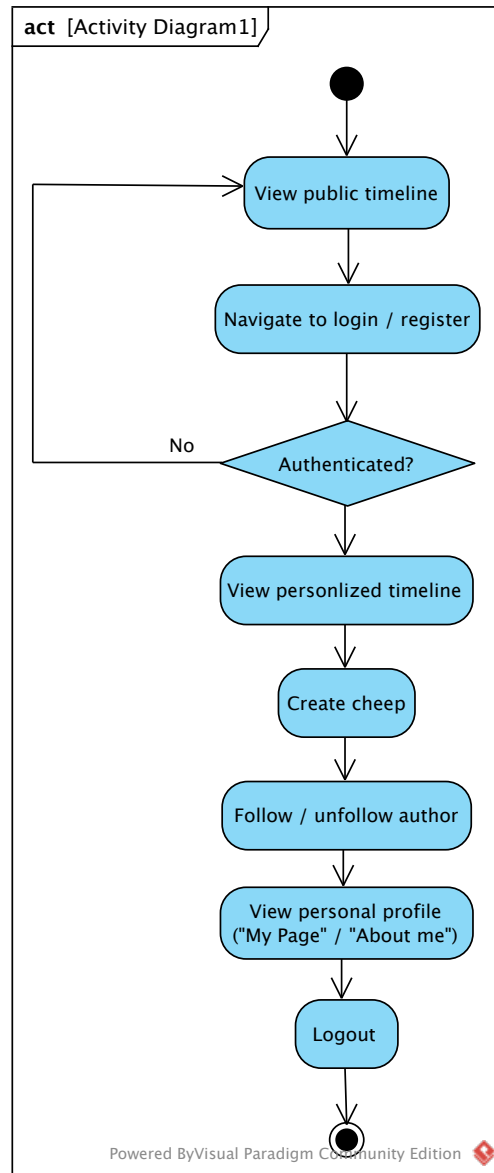 act [Activity Diagram1]
View public timeline
Navigate to login / register
No
Authenticated?
View personlized timeline
Create cheep
Follow / unfollow author
View personal profile
("My Page" / "About me")
Logout
Powered ByVisual Paradigm Community Edition